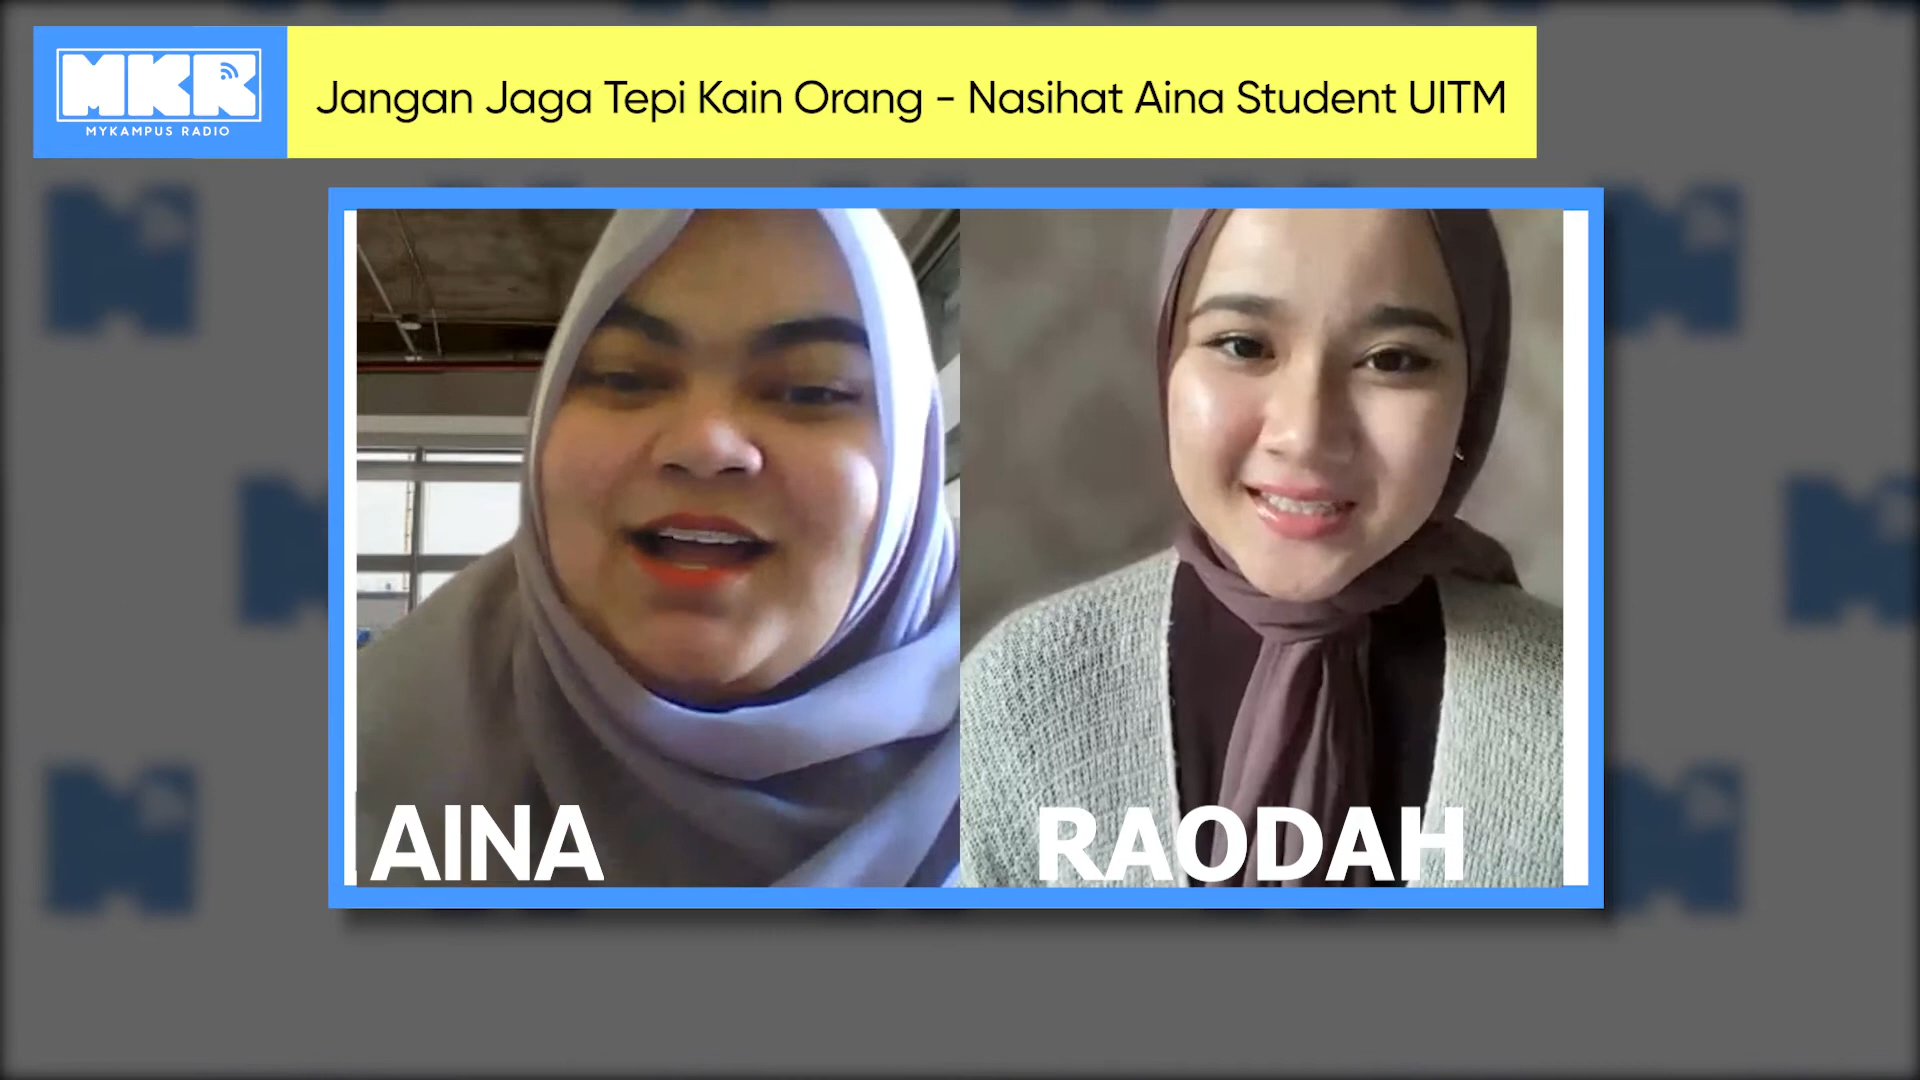 MKR
MYKAMPUS RADIO
Jangan Jaga Tepi Kain Orang - Nasihat Aina Student UITM
AINA
RAODAH